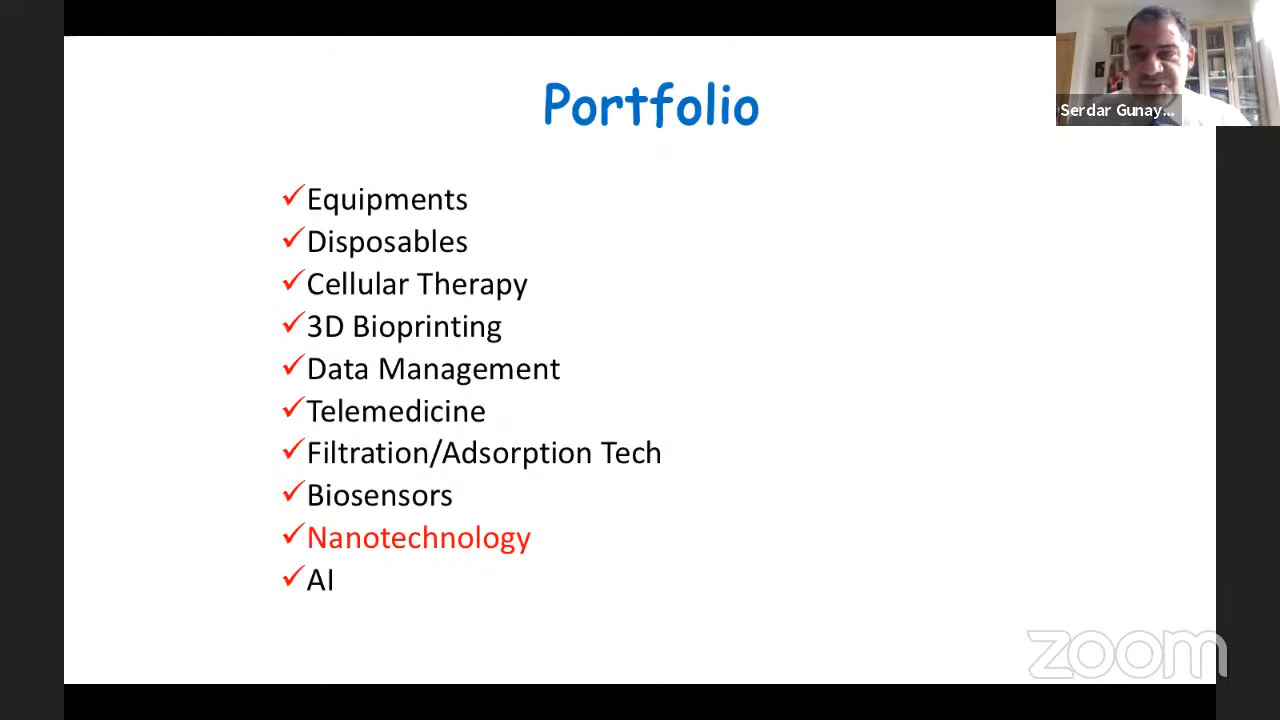 Portfolio
Serdar Gunay...
✓Equipments
✓Disposables
✓Cellular Therapy
✓3D Bioprinting
✓Data Management
✓Telemedicine
✓Filtration/Adsorption Tech
✓Biosensors
✓Nanotechnology
✓AI
zoom